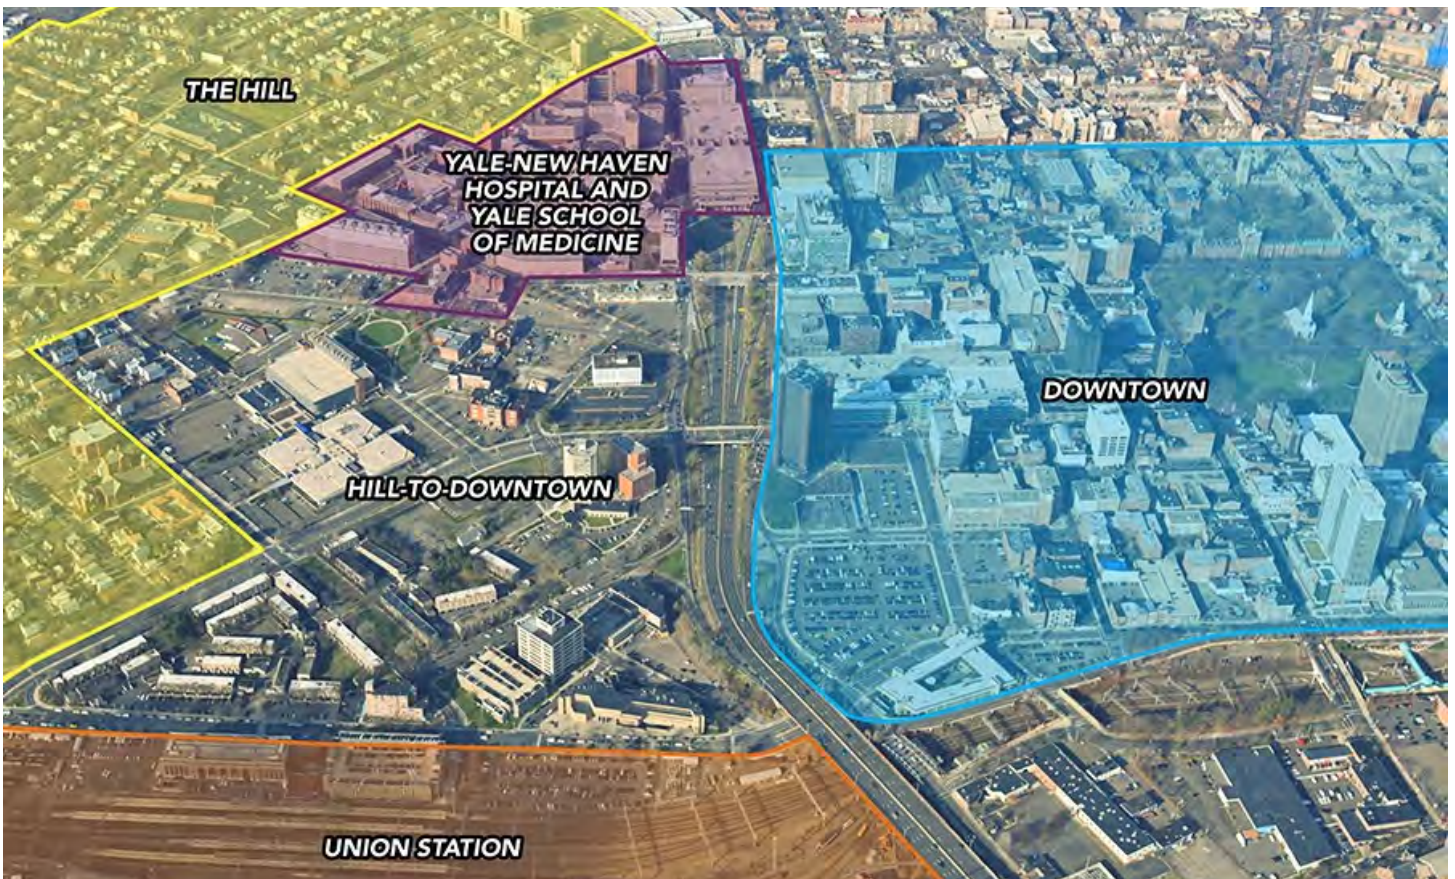 THE HILL
YALE-NEW HAVEN
HOSPITAL AND
YALE SCHOOL
OF MEDICINE
DOWNTOWN
HILL-TO-DOWNTOWN
UNION STATION